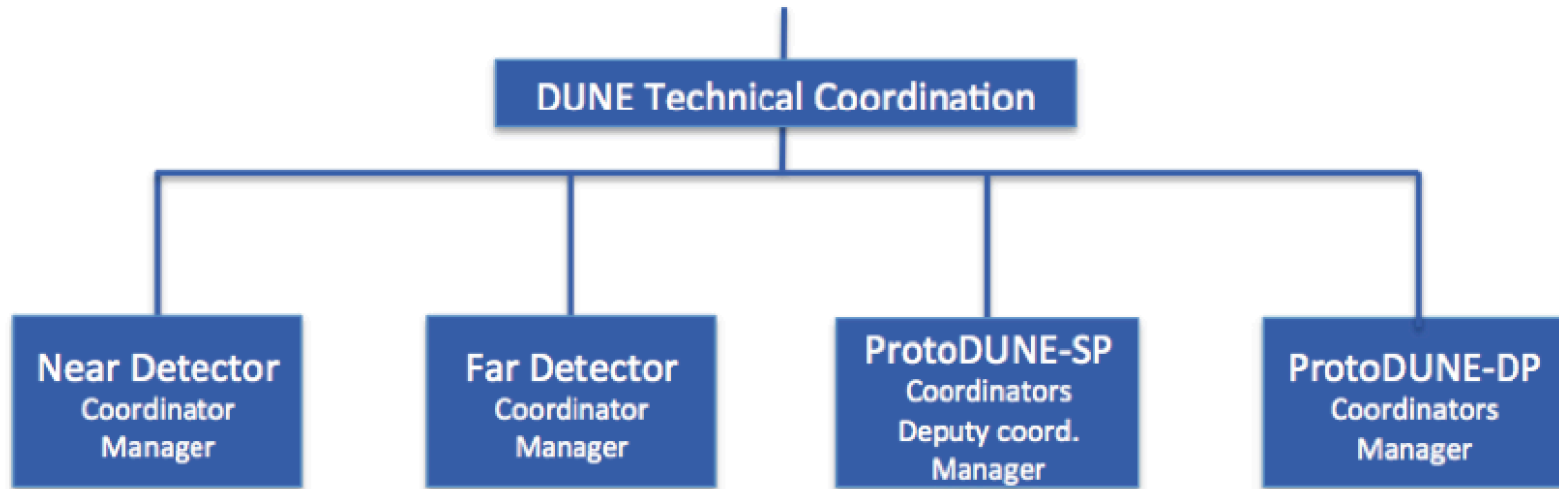 DUNE Technical Coordination
Near Detector
Coordinator
Manager
Far Detector
Coordinator
Manager
ProtoDUNE-SP
Coordinators
Deputy coord.
Manager
ProtoDUNE-DP
Coordinators
Manager